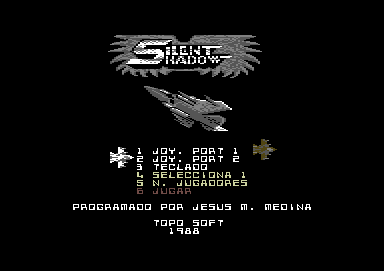 SILENT
SHADOW
1 JOY. PORT 1
2 JOY. PORT 2
3 TECLADO
4 SELECCIONA 1
5 N. JUGADORES
6 JUGAR
PROGRAMADO POR JESUS M. MEDINA
TOPO SOFT
1988